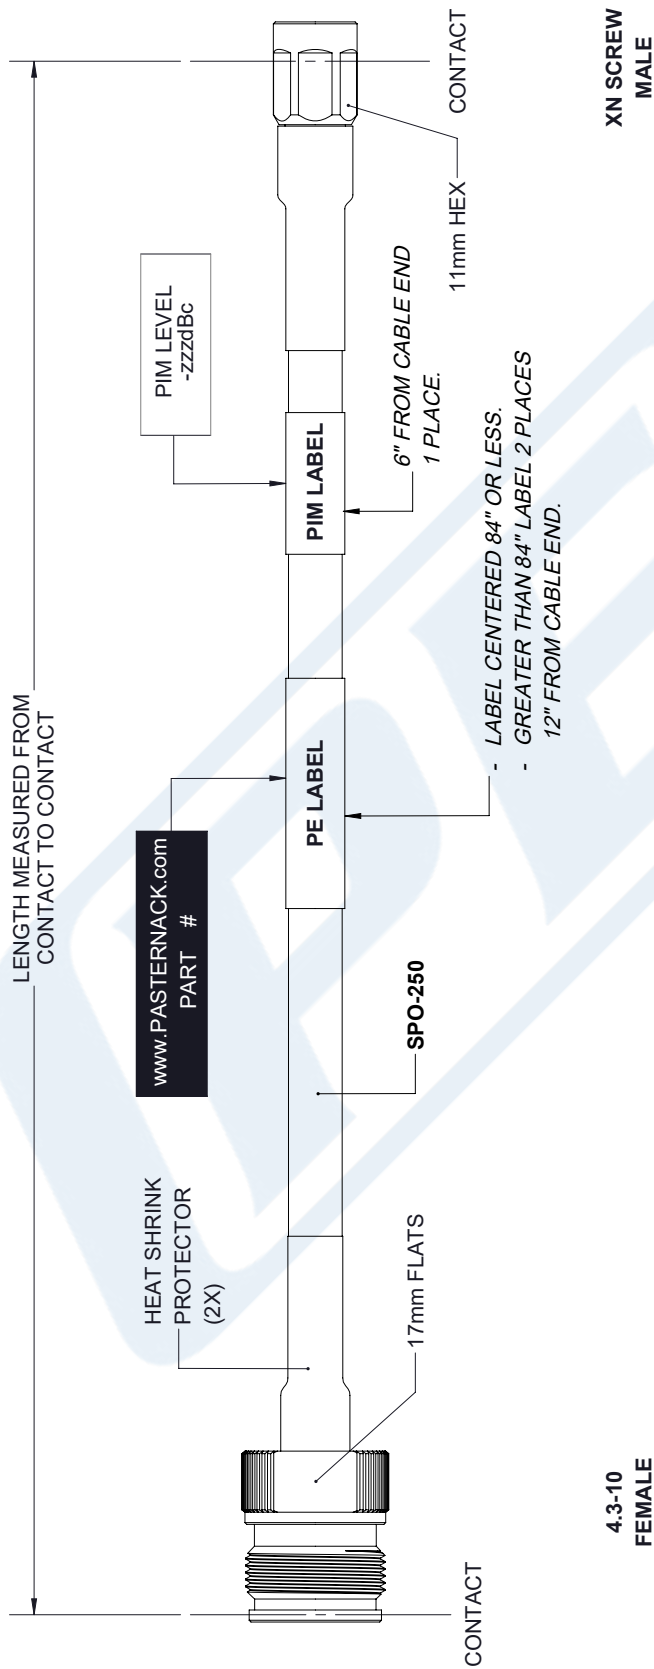 LENGTH MEASURED FROM
CONTACT TO CONTACT
HEAT SHRINK
PROTECTOR
(2X)
www.PASTERNACK.com
PART #
PIM LEVEL
-zzzdBc
PE LABEL
PIM LABEL
CONTACT
17mm FLATS
SPO-250
6" FROM CABLE END
1 PLACE.
11mm HEX
CONTACT
- LABEL CENTERED 84" OR LESS.
- GREATER THAN 84" LABEL 2 PLACES
12" FROM CABLE END.
4.3-10
FEMALE
XN SCREW
MALE